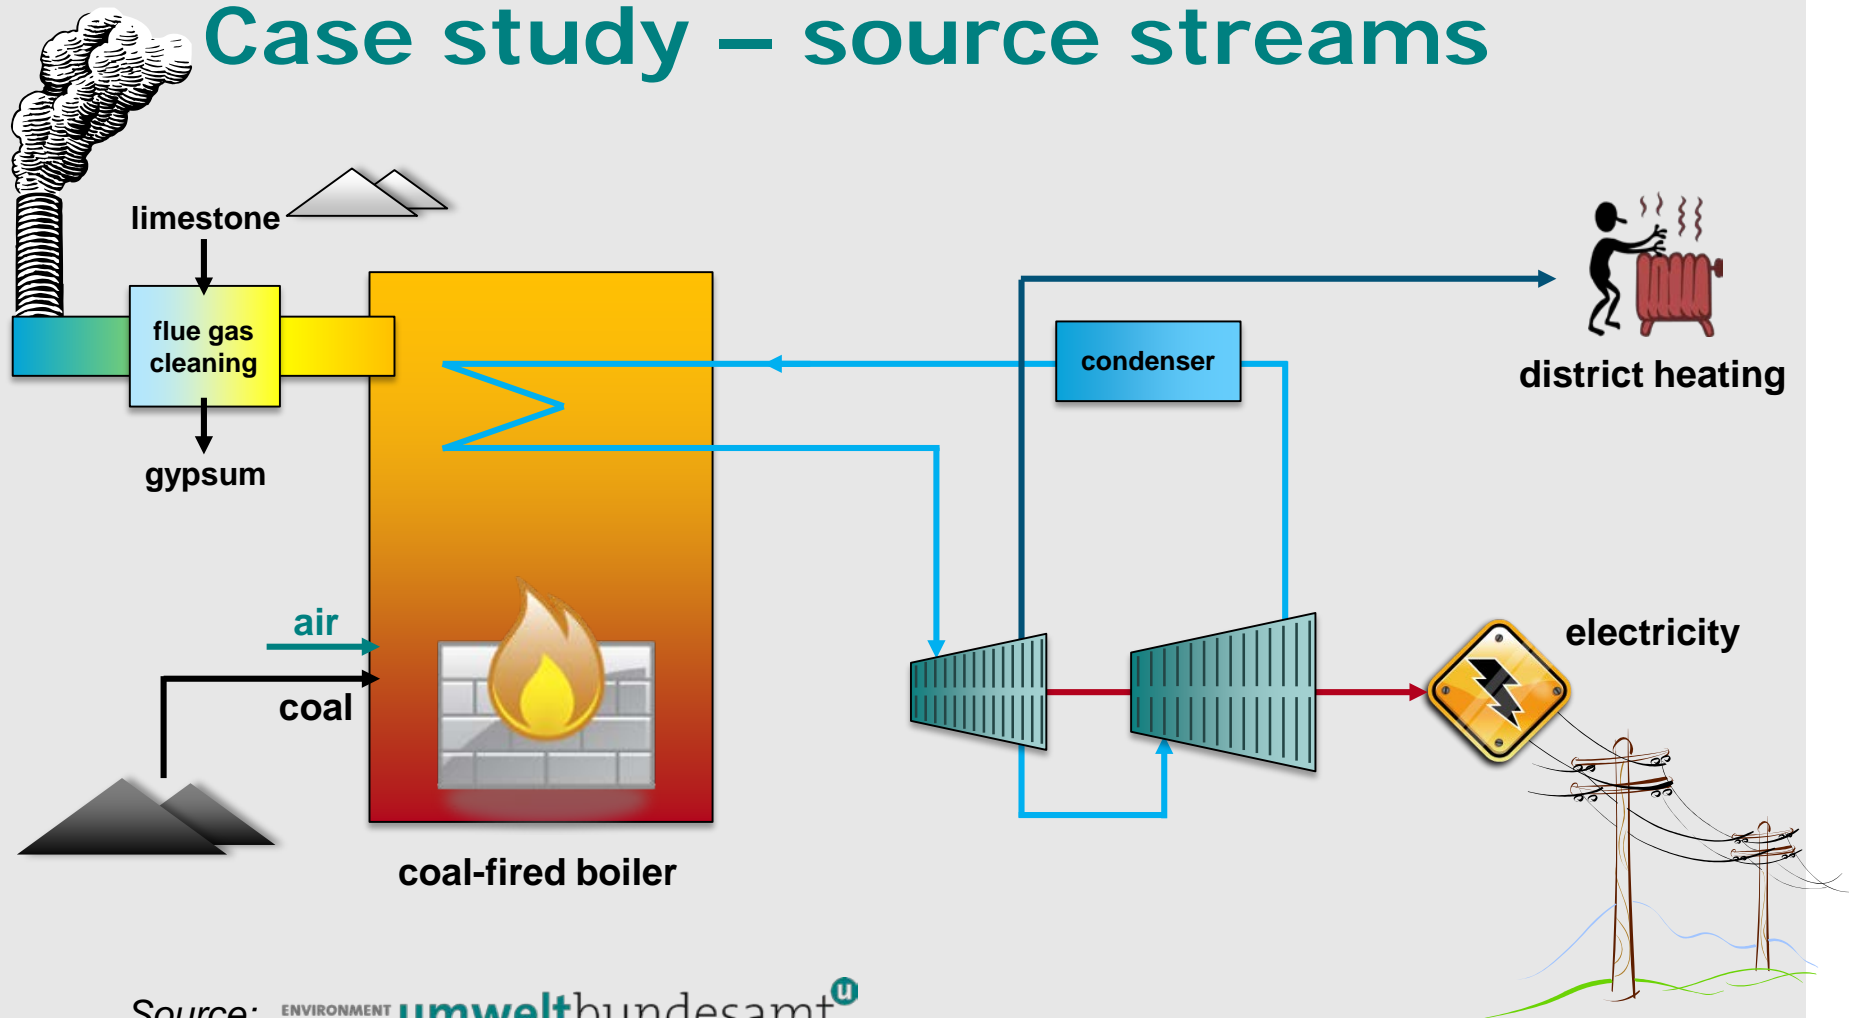 Case study – source streams
limestone
flue gas
cleaning
gypsum
condenser
district heating
air
coal
electricity
coal-fired boiler
Source: ENVIRONMENT umweltbundesamt u